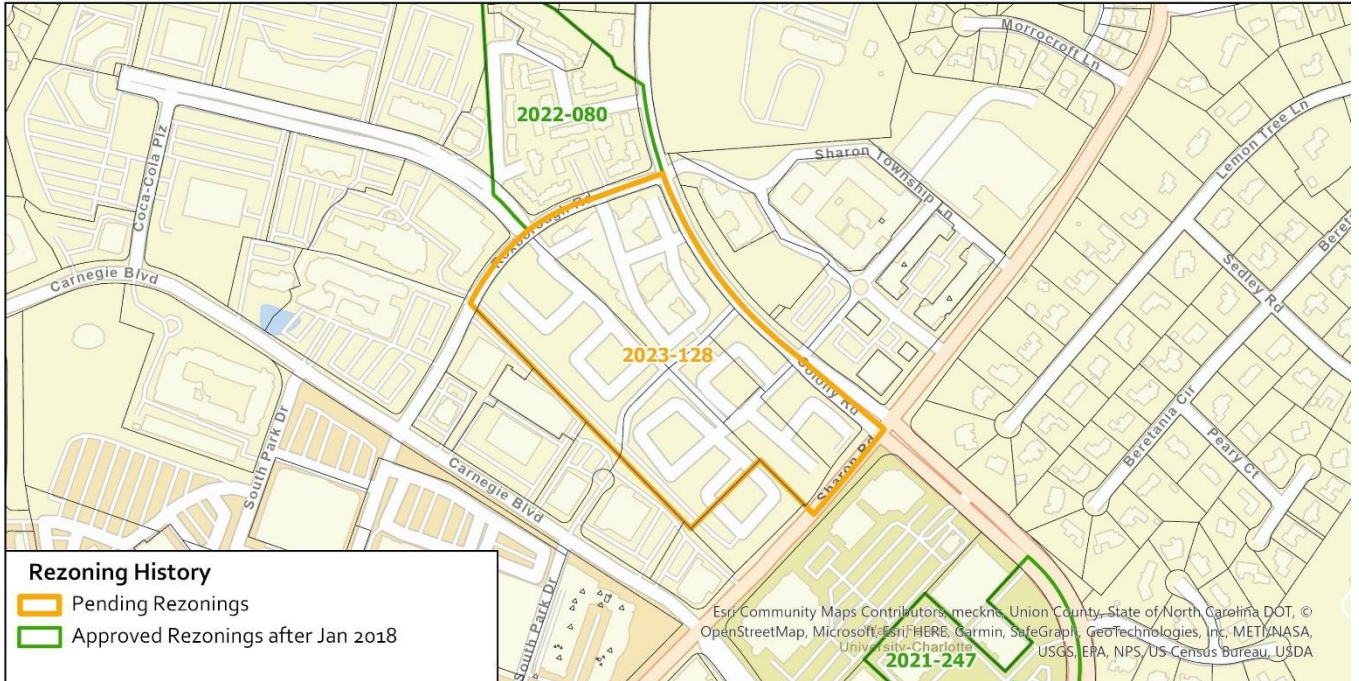 Morrocroft Ln
2022-080
Coca-Cola Plz
Sharon Township Ln
Lemon Tree Ln
Roxborough Rd
Carnegie Blvd
Sedley Rd
2023-128
Colony Rd
Beretania Cir
Peary Ct
South Park Dr
Carnegie Blvd
Sharon Rd
South Park Dr
Rezoning History
Pending Rezonings
Approved Rezonings after Jan 2018
Esri Community Maps Contributors, mecknc, Union County, State of North Carolina DOT, ©
OpenStreetMap, Microsoft, Esri, HERE, Garmin, SafeGraph, GeoTechnologies, Inc, METI/NASA,
USGS, EPA, NPS, US Census Bureau, USDA
University-Charlotte
2021-247